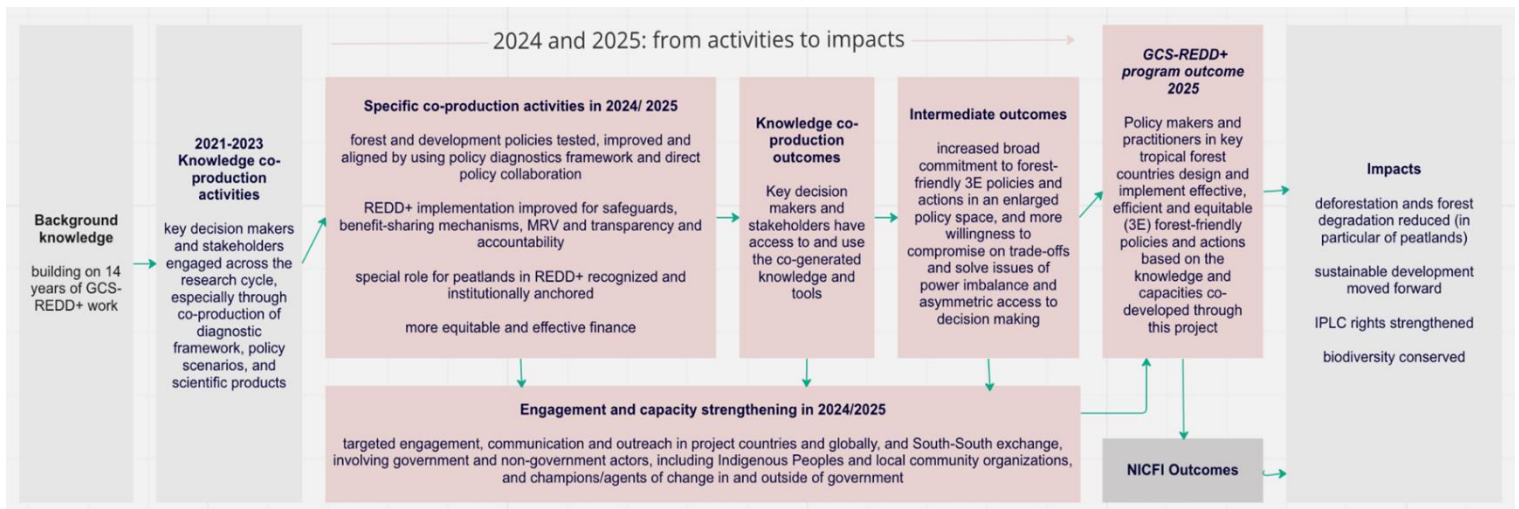 2024 and 2025: from activities to impacts
Background
knowledge
building on 14
years of GCS-
REDD+ work
2021-2023
Knowledge co-
production
activities
key decision makers
and stakeholders
engaged across the
research cycle,
especially through
co-production of
diagnostic
framework, policy
scenarios, and
scientific products
Specific co-production activities in 2024/ 2025
forest and development policies tested, improved and
aligned by using policy diagnostics framework and direct
policy collaboration
REDD+ implementation improved for safeguards,
benefit-sharing mechanisms, MRV and transparency and
accountability
special role for peatlands in REDD+ recognized and
institutionally anchored
more equitable and effective finance
Knowledge co-
production
outcomes
Key decision
makers and
stakeholders have
access to and use
the co-generated
knowledge and
tools
Intermediate outcomes
increased broad
commitment to forest-
friendly 3E policies and
actions in an enlarged
policy space, and more
willingness to
compromise on trade-offs
and solve issues of
power imbalance and
asymmetric access to
decision making
Engagement and capacity strengthening in 2024/2025
targeted engagement, communication and outreach in project countries and globally, and South-South exchange,
involving government and non-government actors, including Indigenous Peoples and local community organizations,
and champions/agents of change in and outside of government
GCS-REDD+
program outcome
2025
Policy makers and
practitioners in key
tropical forest
countries design and
implement effective,
efficient and equitable
(3E) forest-friendly
policies and actions
based on the
knowledge and
capacities co-
developed through
this project
NICFI Outcomes
Impacts
deforestation ands forest
degradation reduced (in
particular of peatlands)
sustainable development
moved forward
IPLC rights strengthened
biodiversity conserved